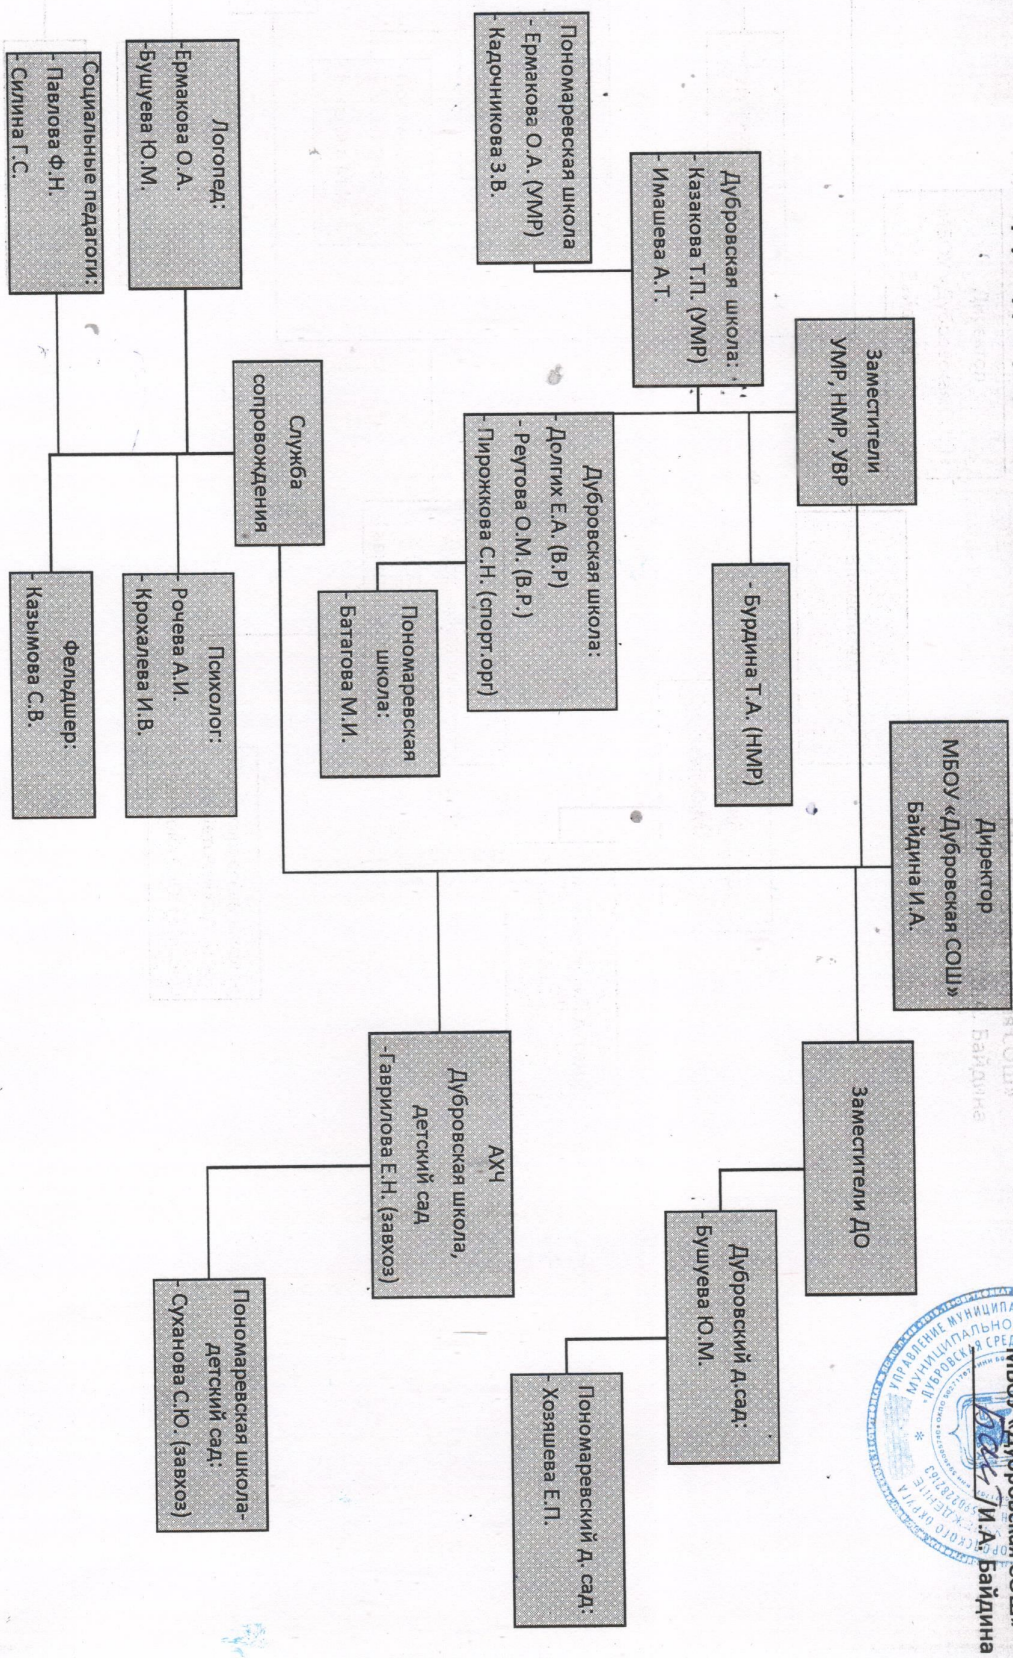 МБОУ «Дубровская СОШ»
/И.А. Байдина
Директор
МБОУ «Дубровская СОШ»
Байдина И.А.
Заместители
УМР, НМР, УВР
Заместители ДО
Дубровская школа:
- Казакова Т.П. (УМР)
- Имашева А.Т.
- Бурдина Т.А. (НМР)
Дубровский д.сад:
- Бушуева Ю.М.
Пономаревская школа
- Ермакова О.А. (УМР)
- Кадочникова З.В.
Дубровская школа:
- Долгих Е.А. (В.Р)
- Реутова О.М. (В.Р.)
- Пирожкова С.Н. (спорт.орг)
Пономаревский д. сад:
- Хозяшева Е.П.
Пономаревская
школа:
- Батагова М.И.
АХЧ
Дубровская школа,
детский сад
-Гаврилова Е.Н. (завхоз)
Служба
сопровождения
Пономаревская школа-
детский сад:
- Суханова С.Ю. (завхоз)
Логопед:
-Ермакова О.А.
-Бушуева Ю.М.
Психолог:
- Рочева А.И.
- Крохалева И.В.
Социальные педагоги:
- Павлова Ф.Н.
- Силина Г.С.
Фельдшер:
- Казымова С.В.